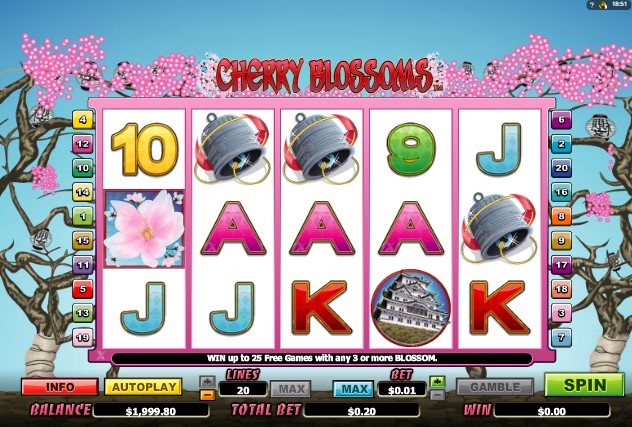 ? 18:51
CHERRY BLOSSOMS™
4 10 9 J 6
12 2
10 20
14 16
1 A A A 8
15 9
11 17
5 18
13 J J K K 3
19 7
WIN up to 25 Free Games with any 3 or more BLOSSOM.
LINES BET
INFO AUTOPLAY + - 20 MAX MAX $0.01 + - GAMBLE SPIN
BALANCE $1,999.80 TOTAL BET $0.20 WIN $0.00